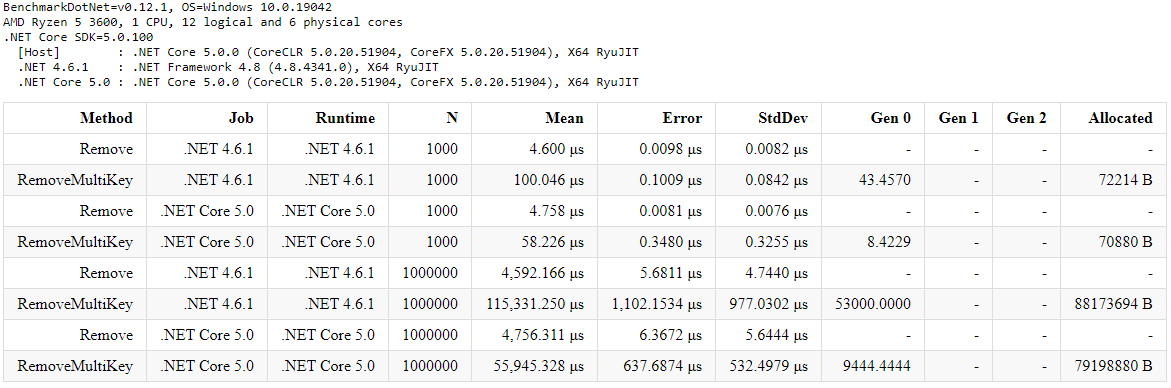 BenchmarkDotNet=v0.12.1, OS=Windows 10.0.19042
AMD Ryzen 5 3600, 1 CPU, 12 logical and 6 physical cores
.NET Core SDK=5.0.100
[Host] : .NET Core 5.0.0 (CoreCLR 5.0.20.51904, CoreFX 5.0.20.51904), X64 RyuJIT
.NET 4.6.1 : .NET Framework 4.8 (4.8.4341.0), X64 RyuJIT
.NET Core 5.0 : .NET Core 5.0.0 (CoreCLR 5.0.20.51904, CoreFX 5.0.20.51904), X64 RyuJIT
Method Job Runtime N Mean Error StdDev Gen 0 Gen 1 Gen 2 Allocated
Remove .NET 4.6.1 .NET 4.6.1 1000 4.600 μs 0.0098 μs 0.0082 μs - - - -
RemoveMultiKey .NET 4.6.1 .NET 4.6.1 1000 100.046 μs 0.1009 μs 0.0842 μs 43.4570 - - 72214 B
Remove .NET Core 5.0 .NET Core 5.0 1000 4.758 μs 0.0081 μs 0.0076 μs - - - -
RemoveMultiKey .NET Core 5.0 .NET Core 5.0 1000 58.226 μs 0.3480 μs 0.3255 μs 8.4229 - - 70880 B
Remove .NET 4.6.1 .NET 4.6.1 1000000 4,592.166 μs 5.6811 μs 4.7440 μs - - - -
RemoveMultiKey .NET 4.6.1 .NET 4.6.1 1000000 115,331.250 μs 1,102.1534 μs 977.0302 μs 53000.0000 - - 88173694 B
Remove .NET Core 5.0 .NET Core 5.0 1000000 4,756.311 μs 6.3672 μs 5.6444 μs - - - -
RemoveMultiKey .NET Core 5.0 .NET Core 5.0 1000000 55,945.328 μs 637.6874 μs 532.4979 μs 9444.4444 - - 79198880 B